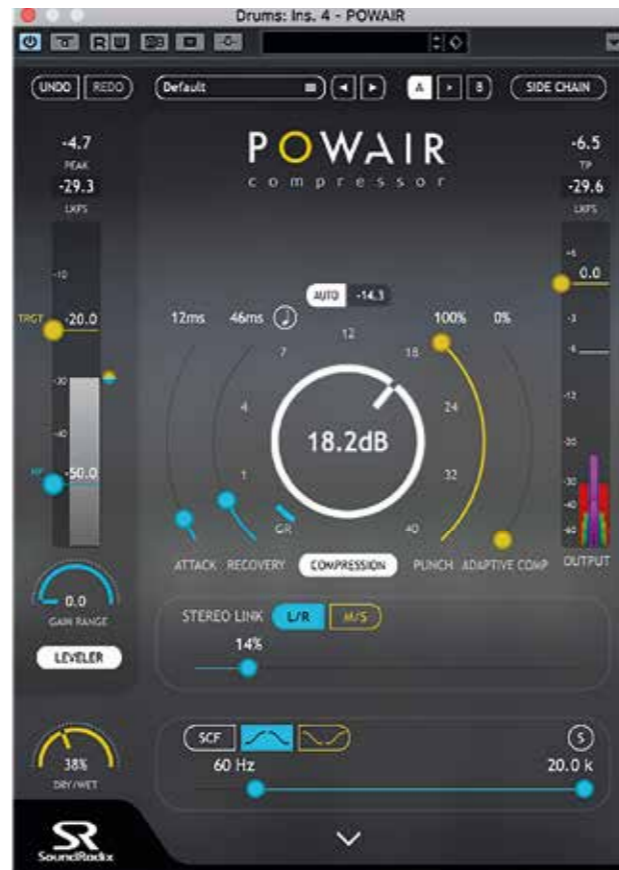 Drums: Ins. 4 - POWAIR
UNDO REDO Default A B SIDE CHAIN
-4.7
PEAK
-29.3
LKFS
POWAIR
compressor
-6.5
TP
-29.6
LKFS
-10
TRGT -20.0
-30
-40
-50.0
0.0
GAIN RANGE
LEVELER
AUTO -14.3
12ms 46ms 100% 0%
1
4
7
12
18
24
32
40
18.2dB
GR
ATTACK RECOVERY COMPRESSION PUNCH ADAPTIVE COMP
0.0
-3
-6
-12
-20
-30
-40
OUTPUT
STEREO LINK L/R M/S
14%
SCF S
60 Hz 20.0 k
38%
DRY/WET
SR
SoundRadix